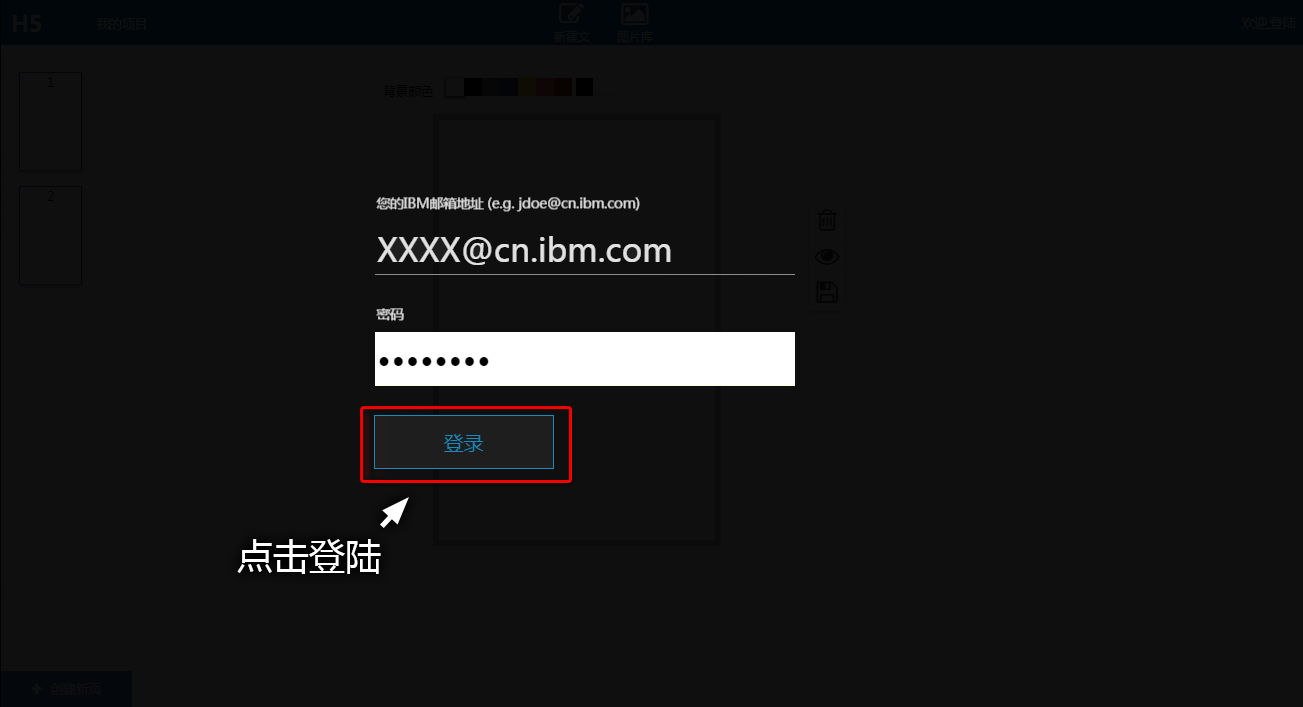 H5
我的项目
新建文
图片库
欢迎,登陆
1
背景颜色
2
您的IBM邮箱地址 (e.g. jdoe@cn.ibm.com)
XXXX@cn.ibm.com
密码
登录
点击登陆
+ 创建新页